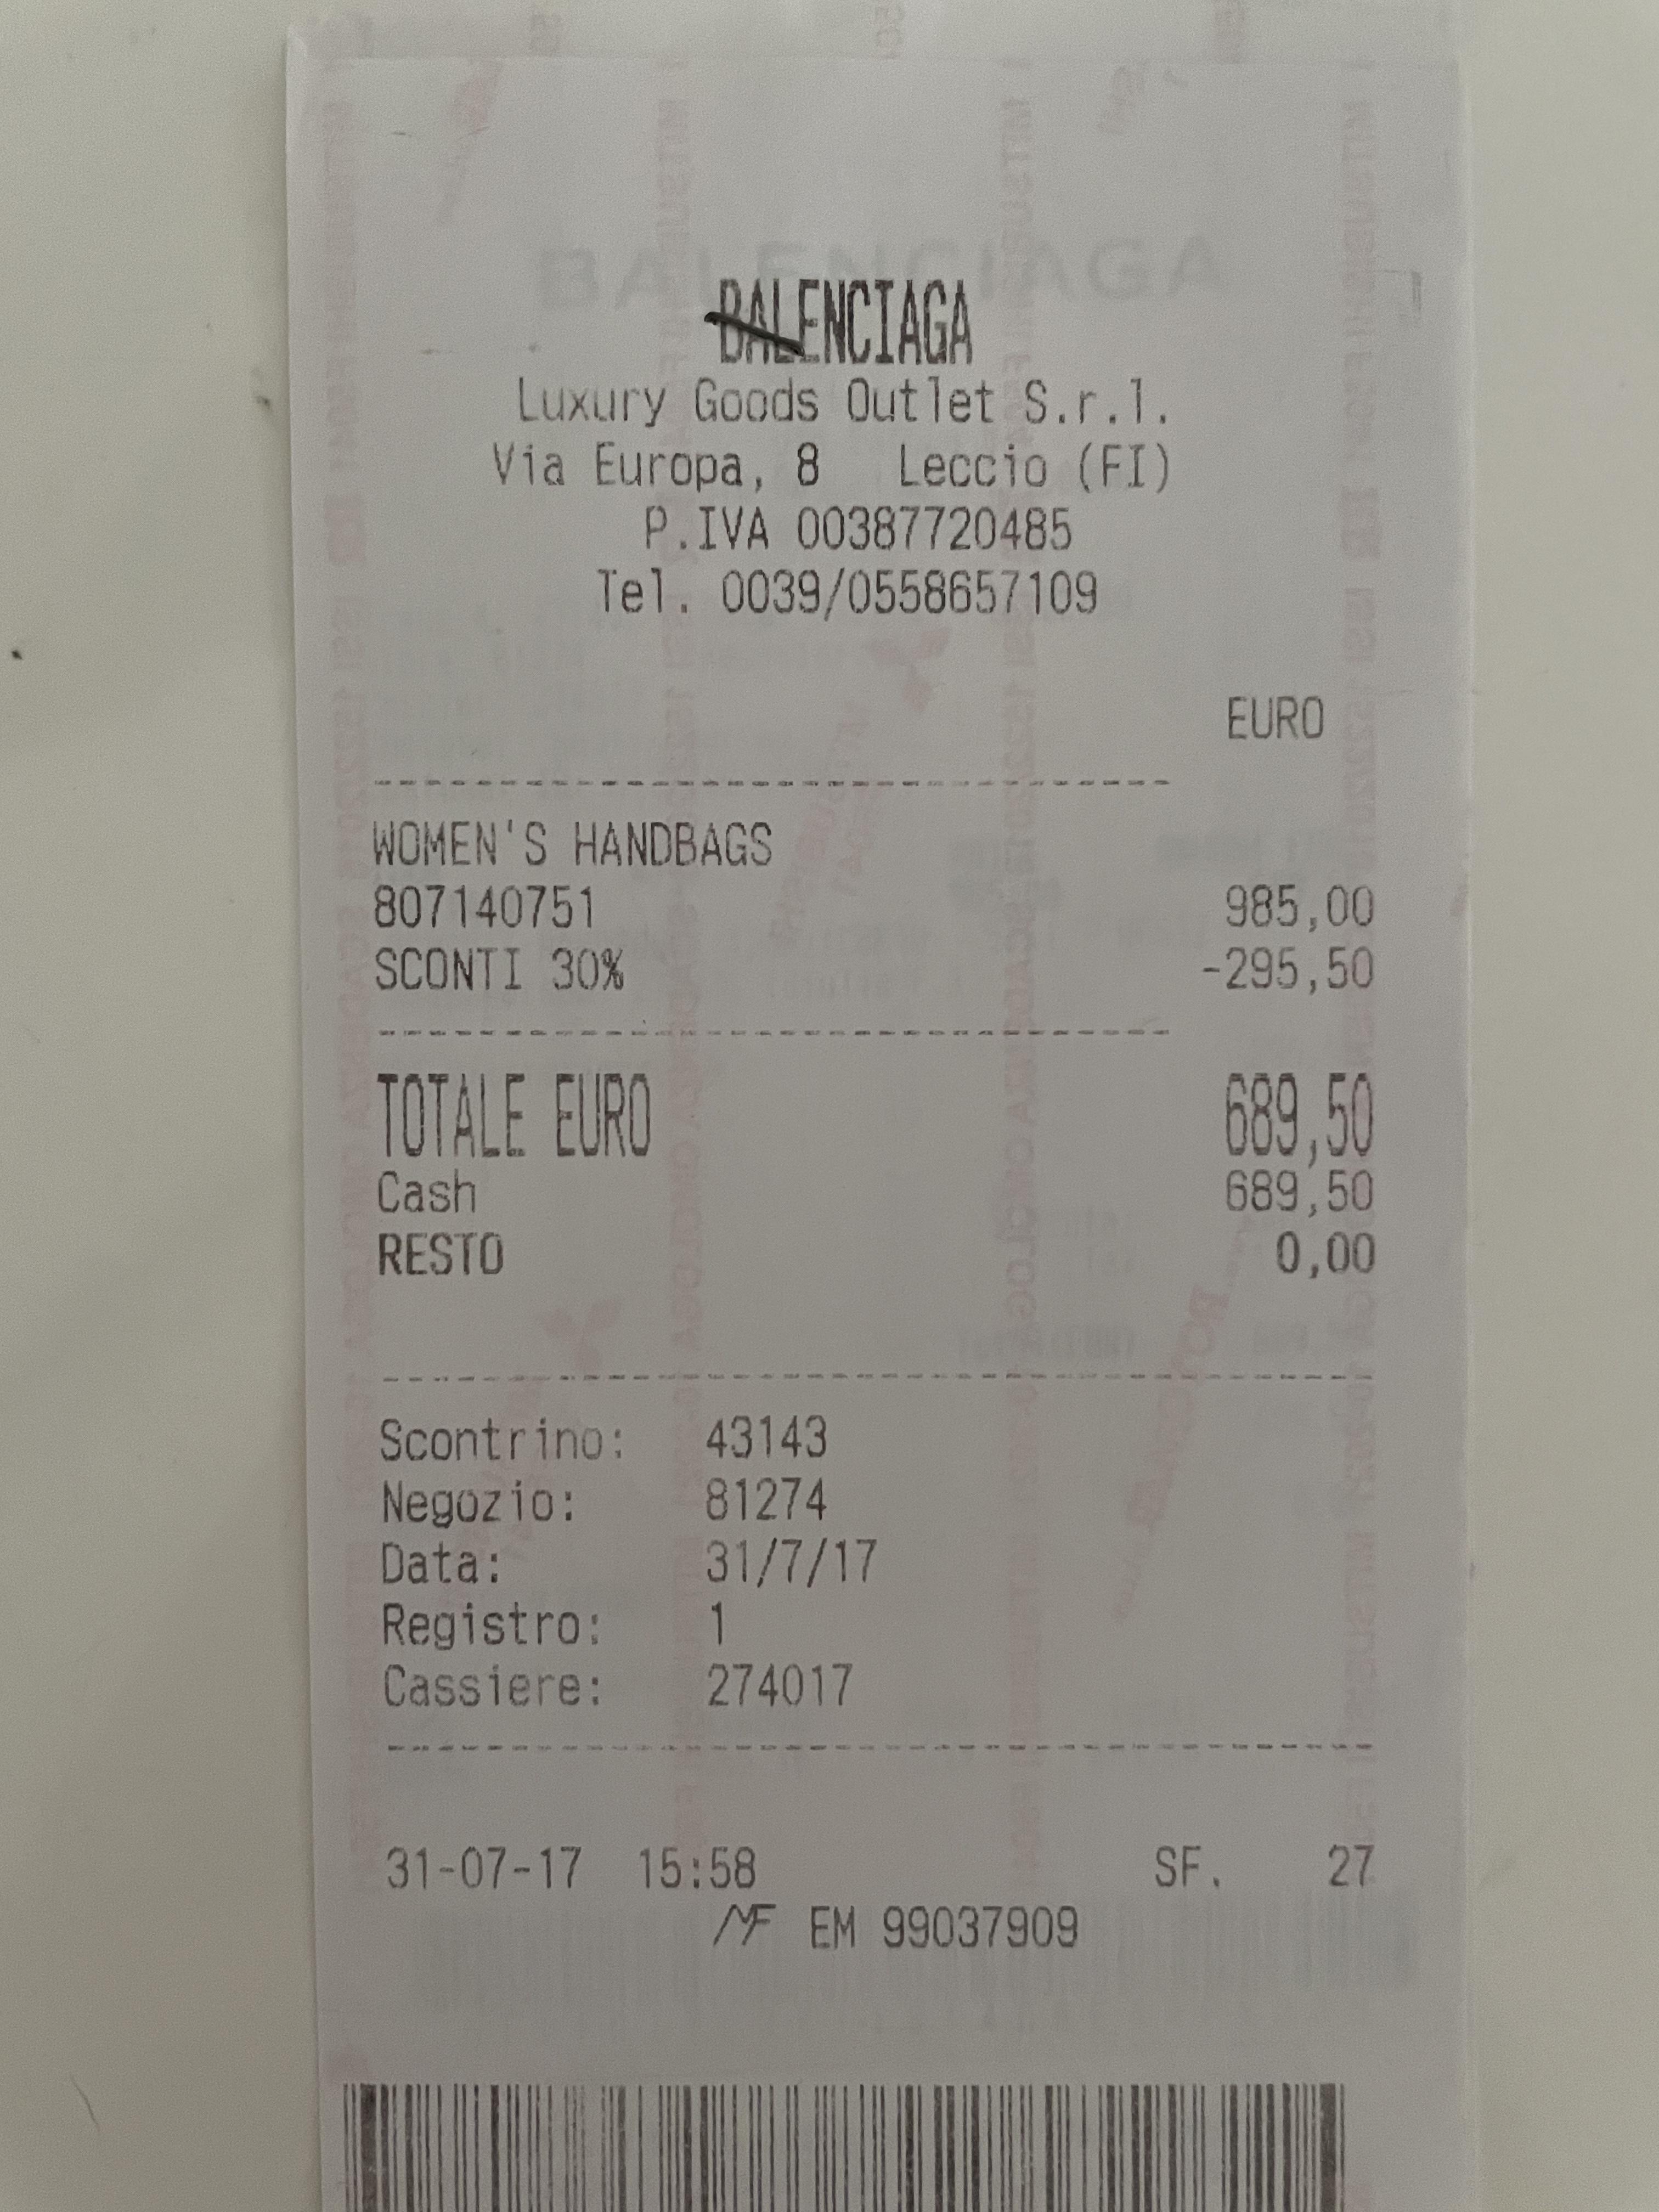 BALENCIAGA
BALENCIAGA
Luxury Goods Outlet S.r.l.
Via Europa, 8 Leccio (FI)
P.IVA 00387720485
Tel. 0039/0558657109
EURO
WOMEN'S HANDBAGS
807140751 985,00
SCONTI 30% -295,50
TOTALE EURO 689,50
Cash 689,50
RESTO 0,00
Scontrino: 43143
Negozio: 81274
Data: 31/7/17
Registro: 1
Cassiere: 274017
31-07-17 15:58 SF. 27
MF EM 99037909